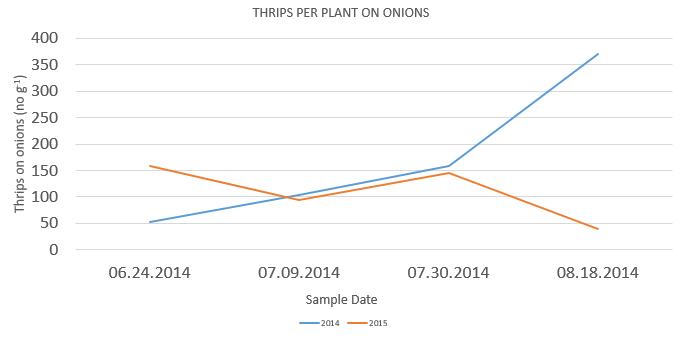 THRIPS PER PLANT ON ONIONS
400
350
300
250
200
150
100
50
0
Thrips on onions (no g⁻¹)
06.24.2014 07.09.2014 07.30.2014 08.18.2014
Sample Date
2014 2015